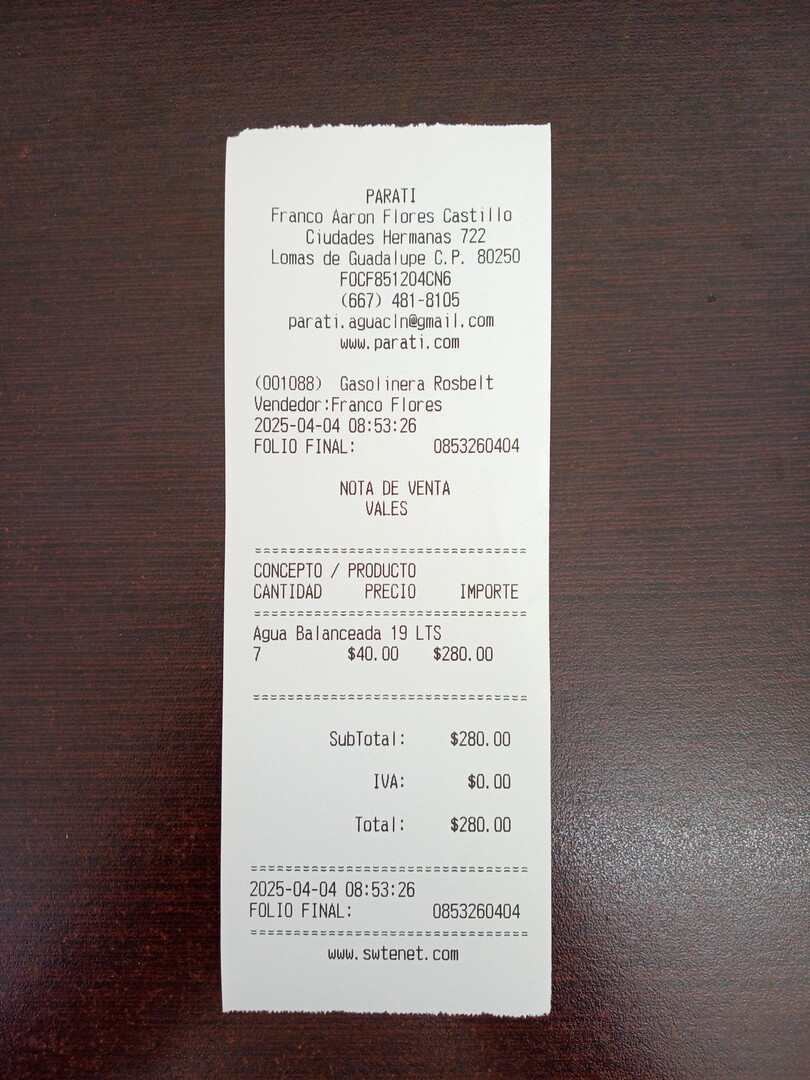 PARATI
Franco Aaron Flores Castillo
Ciudades Hermanas 722
Lomas de Guadalupe C.P. 80250
FOCF851204CN6
(667) 481-8105
parati.aguacln@gmail.com
www.parati.com
(001088) Gasolinera Rosbelt
Vendedor:Franco Flores
2025-04-04 08:53:26
FOLIO FINAL: 0853260404
NOTA DE VENTA
VALES
================================
CONCEPTO / PRODUCTO
CANTIDAD PRECIO IMPORTE
================================
Agua Balanceada 19 LTS
7 $40.00 $280.00
================================
SubTotal: $280.00
IVA: $0.00
Total: $280.00
================================
2025-04-04 08:53:26
FOLIO FINAL: 0853260404
================================
www.swtenet.com